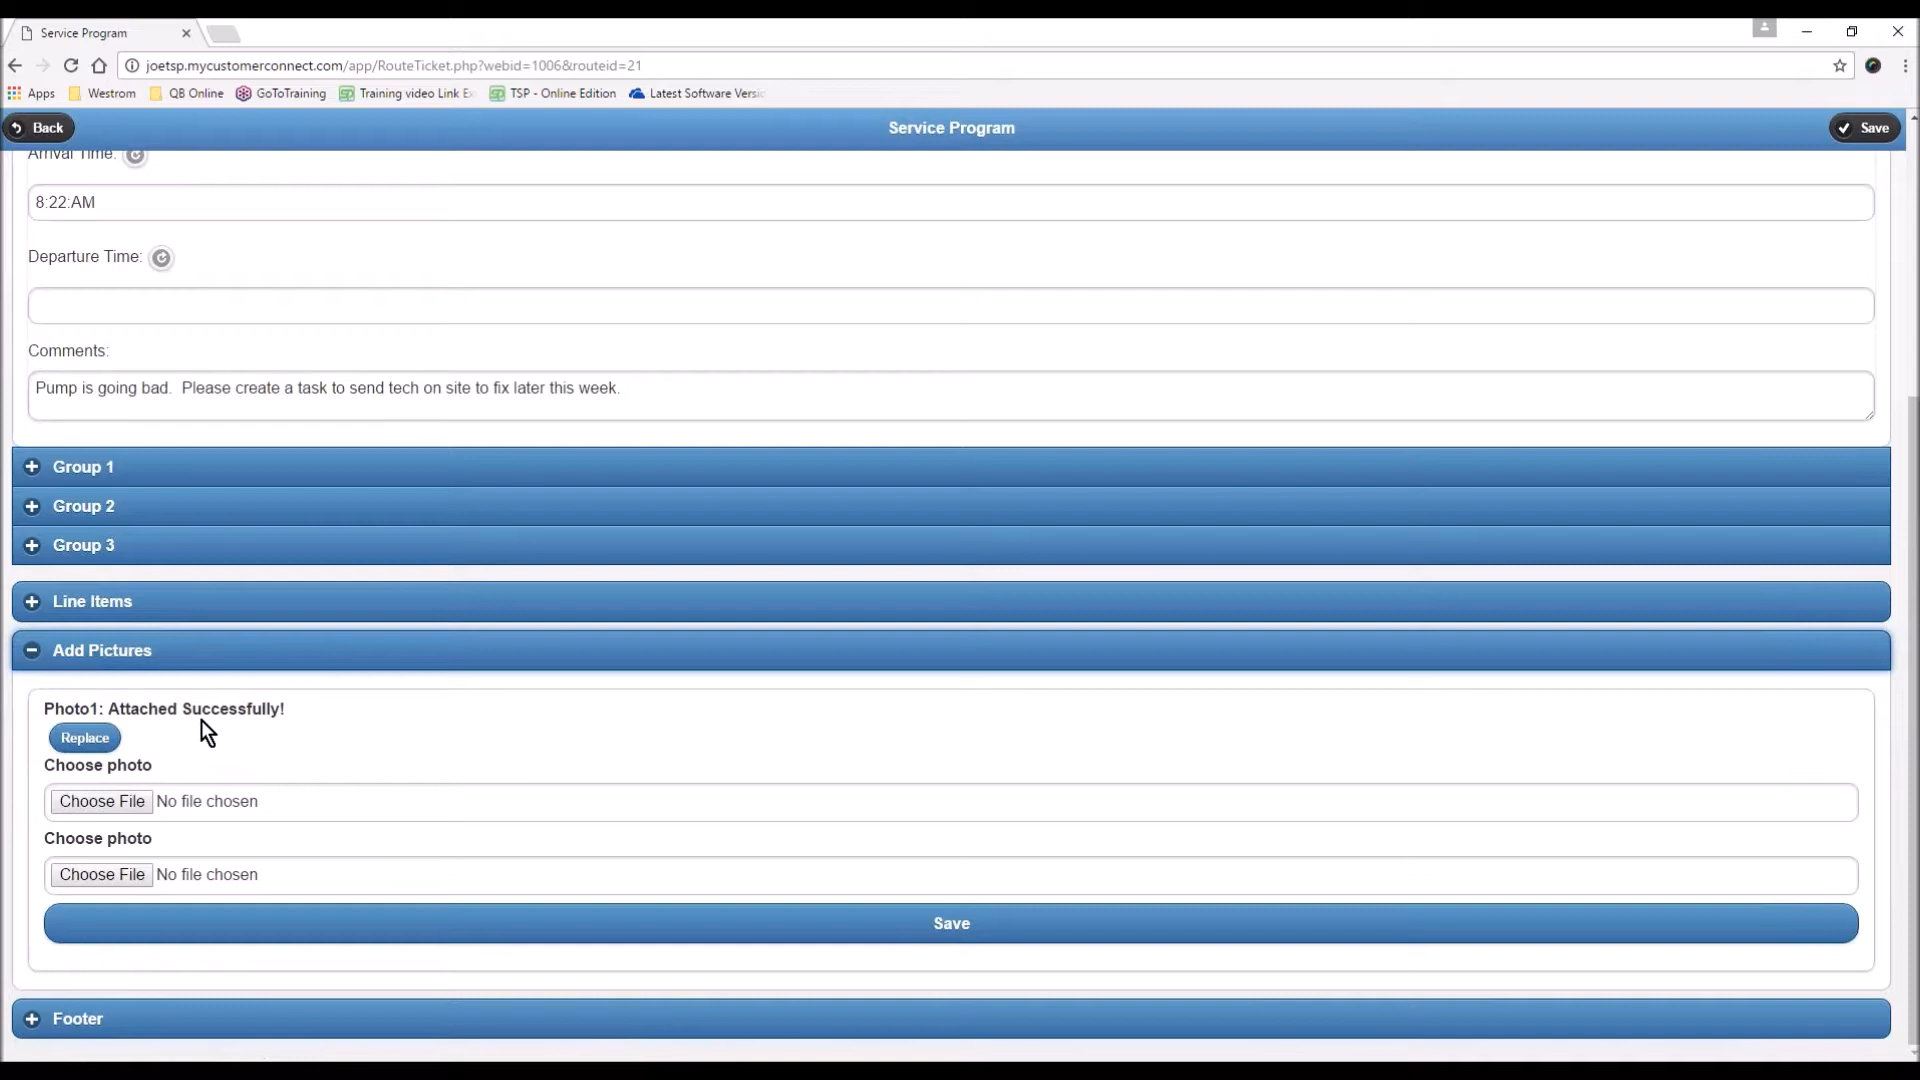 Service Program
joetsp.mycustomerconnect.com/app/RouteTicket.php?webid=1006&routeid=21
Apps Westrom QB Online GoToTraining Training video Link TSP - Online Edition Latest Software
Back Service Program Save
Arrival Time:
8:22:AM
Departure Time:
Comments:
Pump is going bad.  Please create a task to send tech on site to fix later this week.
Group 1
Group 2
Group 3
Line Items
Add Pictures
Photo1: Attached Successfully!
Replace
Choose photo
Choose File No file chosen
Choose photo
Choose File No file chosen
Save
Footer